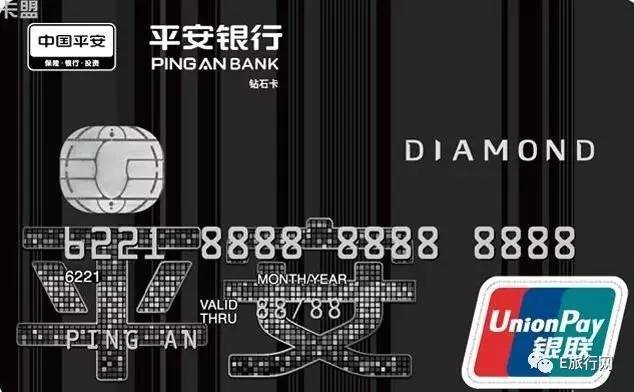 卡盟
中国平安
保险·银行·投资
平安银行
PING AN BANK
钻石卡
DIAMOND
6221 8888 8888 8888
6221
MONTH/YEAR
VALID THRU 88/88
PING AN
平安
UnionPay
银联
E旅行网